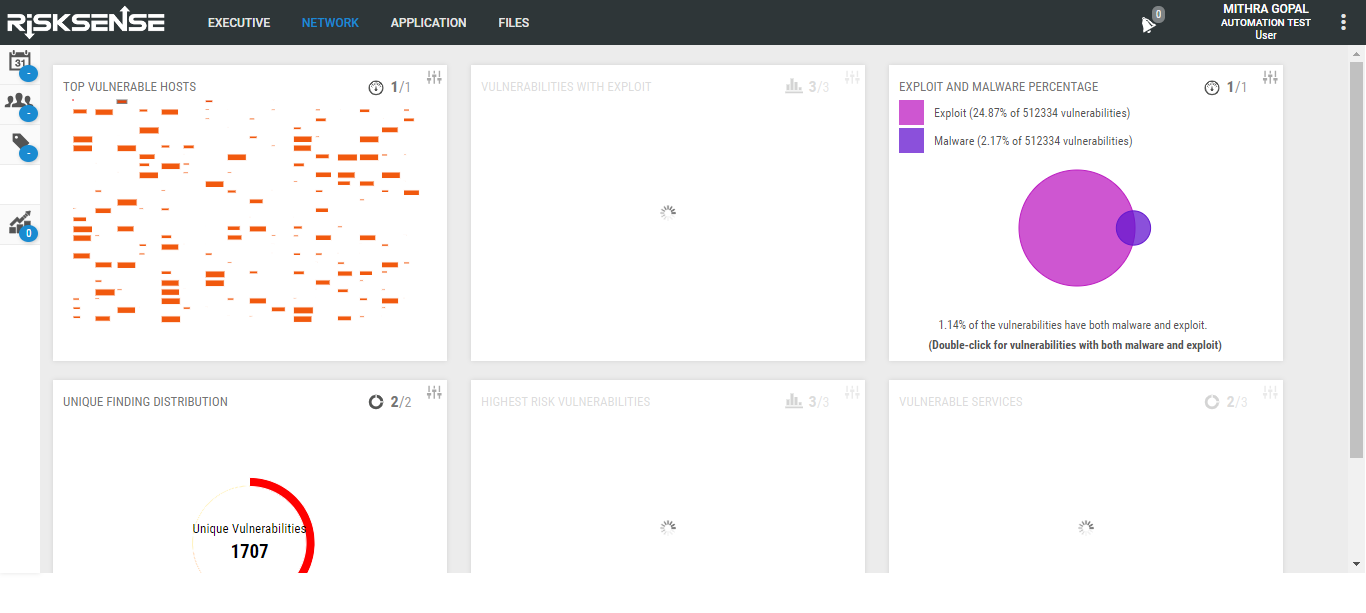 RiSKSENSE
EXECUTIVE
NETWORK
APPLICATION
FILES
0
MITHRA GOPAL
AUTOMATION TEST
User
31
-
-
-
0
TOP VULNERABLE HOSTS
1/1
VULNERABILITIES WITH EXPLOIT
3/3
EXPLOIT AND MALWARE PERCENTAGE
1/1
Exploit (24.87% of 512334 vulnerabilities)
Malware (2.17% of 512334 vulnerabilities)
1.14% of the vulnerabilities have both malware and exploit.
(Double-click for vulnerabilities with both malware and exploit)
UNIQUE FINDING DISTRIBUTION
2/2
Unique Vulnerabilities
1707
HIGHEST RISK VULNERABILITIES
3/3
VULNERABLE SERVICES
2/3